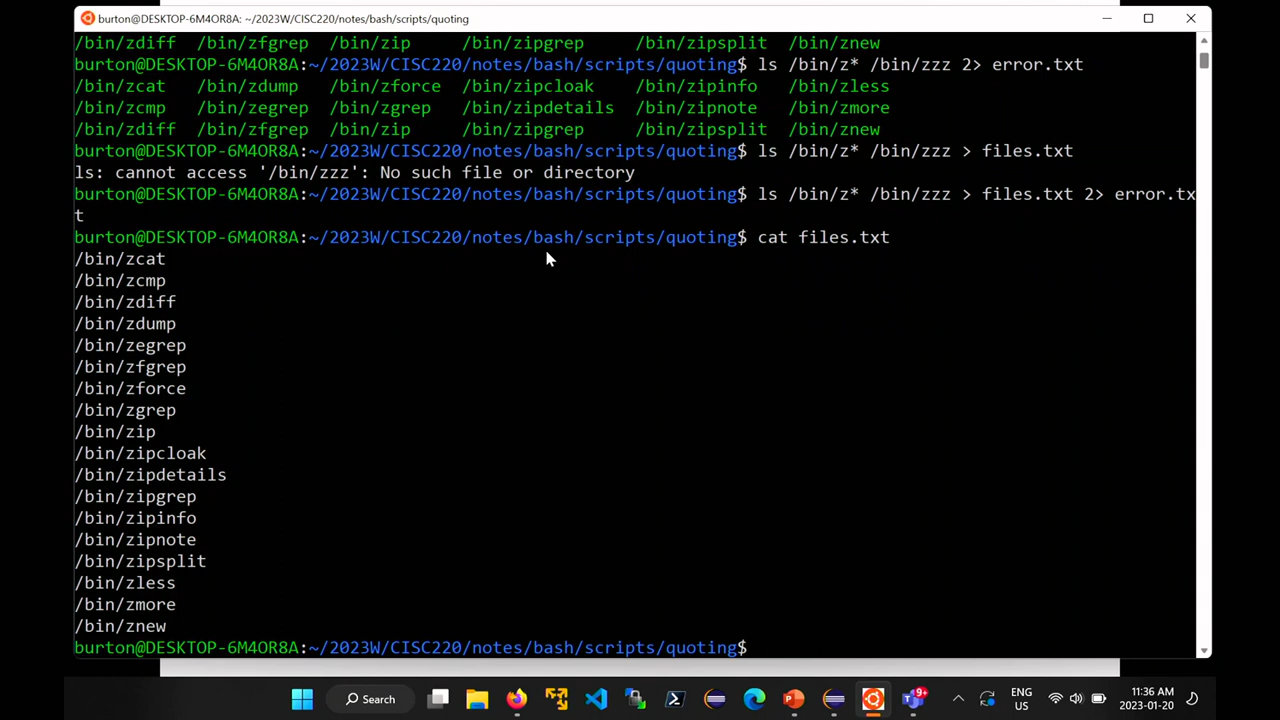 burton@DESKTOP-6M4OR8A: ~/2023W/CISC220/notes/bash/scripts/quoting
/bin/zdiff /bin/zfgrep /bin/zip /bin/zipgrep /bin/zipsplit /bin/znew
burton@DESKTOP-6M4OR8A:~/2023W/CISC220/notes/bash/scripts/quoting$ ls /bin/z* /bin/zzz 2> error.txt
/bin/zcat /bin/zdump /bin/zforce /bin/zipcloak /bin/zipinfo /bin/zless
/bin/zcmp /bin/zegrep /bin/zgrep /bin/zipdetails /bin/zipnote /bin/zmore
/bin/zdiff /bin/zfgrep /bin/zip /bin/zipgrep /bin/zipsplit /bin/znew
burton@DESKTOP-6M4OR8A:~/2023W/CISC220/notes/bash/scripts/quoting$ ls /bin/z* /bin/zzz > files.txt
ls: cannot access '/bin/zzz': No such file or directory
burton@DESKTOP-6M4OR8A:~/2023W/CISC220/notes/bash/scripts/quoting$ ls /bin/z* /bin/zzz > files.txt 2> error.tx
t
burton@DESKTOP-6M4OR8A:~/2023W/CISC220/notes/bash/scripts/quoting$ cat files.txt
/bin/zcat
/bin/zcmp
/bin/zdiff
/bin/zdump
/bin/zegrep
/bin/zfgrep
/bin/zforce
/bin/zgrep
/bin/zip
/bin/zipcloak
/bin/zipdetails
/bin/zipgrep
/bin/zipinfo
/bin/zipnote
/bin/zipsplit
/bin/zless
/bin/zmore
/bin/znew
burton@DESKTOP-6M4OR8A:~/2023W/CISC220/notes/bash/scripts/quoting$
Search
9+
ENG
US
11:36 AM
2023-01-20